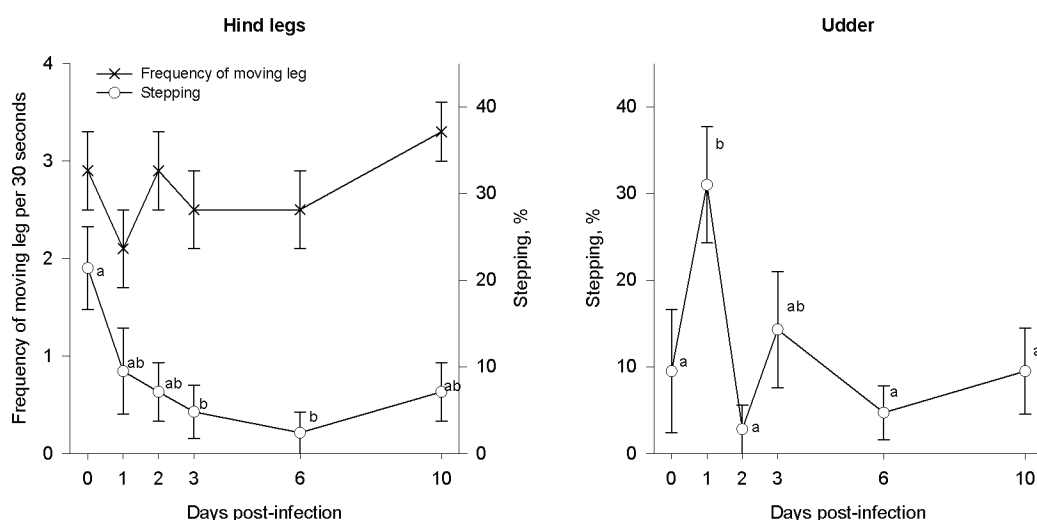 Hind legs
Frequency of moving leg
Stepping
Frequency of moving leg per 30 seconds
4
3
2
1
0
a
ab
ab
b
b
ab
40
30
20
10
0
Stepping, %
0 1 2 3 6 10
Days post-infection
Udder
Stepping, %
40
30
20
10
0
a
b
a
ab
a
a
0 1 2 3 6 10
Days post-infection